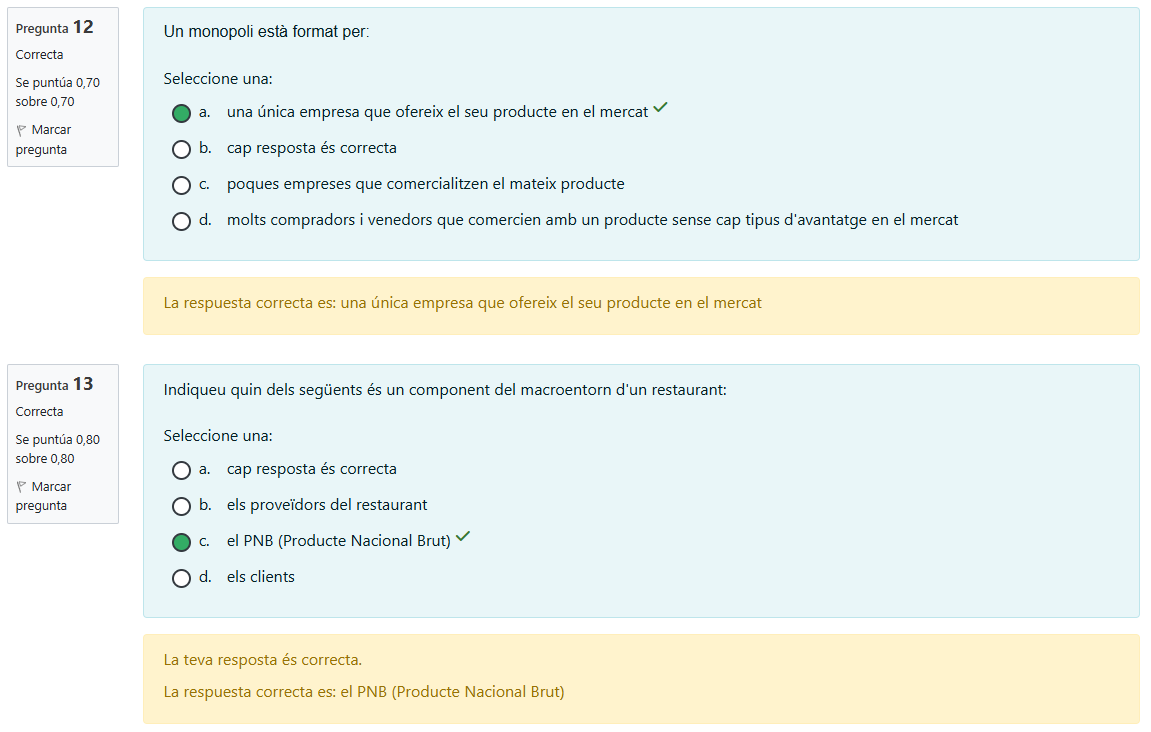 Pregunta 12
Correcta
Se puntúa 0,70
sobre 0,70
Marcar
pregunta
Un monopoli està format per:
Seleccione una:
a. una única empresa que ofereix el seu producte en el mercat
b. cap resposta és correcta
c. poques empreses que comercialitzen el mateix producte
d. molts compradors i venedors que comercien amb un producte sense cap tipus d'avantatge en el mercat
La respuesta correcta es: una única empresa que ofereix el seu producte en el mercat
Pregunta 13
Correcta
Se puntúa 0,80
sobre 0,80
Marcar
pregunta
Indiqueu quin dels següents és un component del macroentorn d'un restaurant:
Seleccione una:
a. cap resposta és correcta
b. els proveïdors del restaurant
c. el PNB (Producte Nacional Brut)
d. els clients
La teva resposta és correcta.
La respuesta correcta es: el PNB (Producte Nacional Brut)